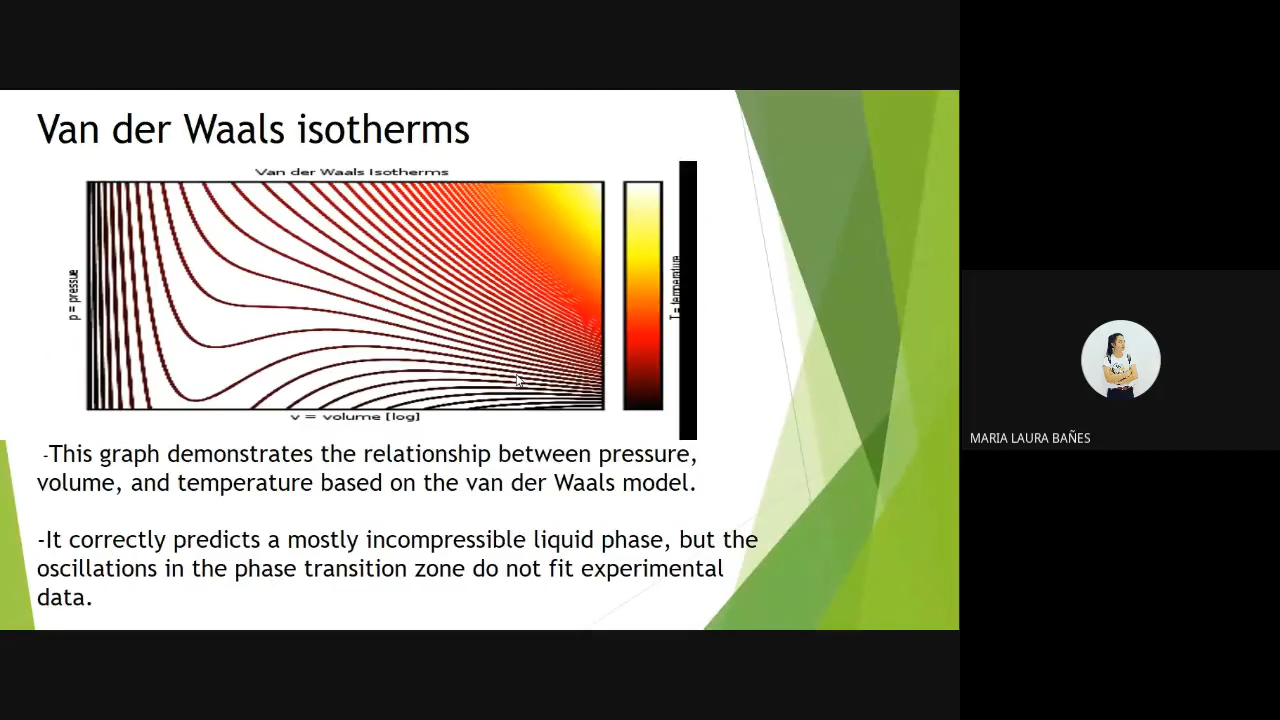 Van der Waals isotherms
Van der Waals Isotherms
p = pressue
T = temperature
v = volume [log]
-This graph demonstrates the relationship between pressure,
volume, and temperature based on the van der Waals model.
-It correctly predicts a mostly incompressible liquid phase, but the
oscillations in the phase transition zone do not fit experimental
data.
MARIA LAURA BAÑES